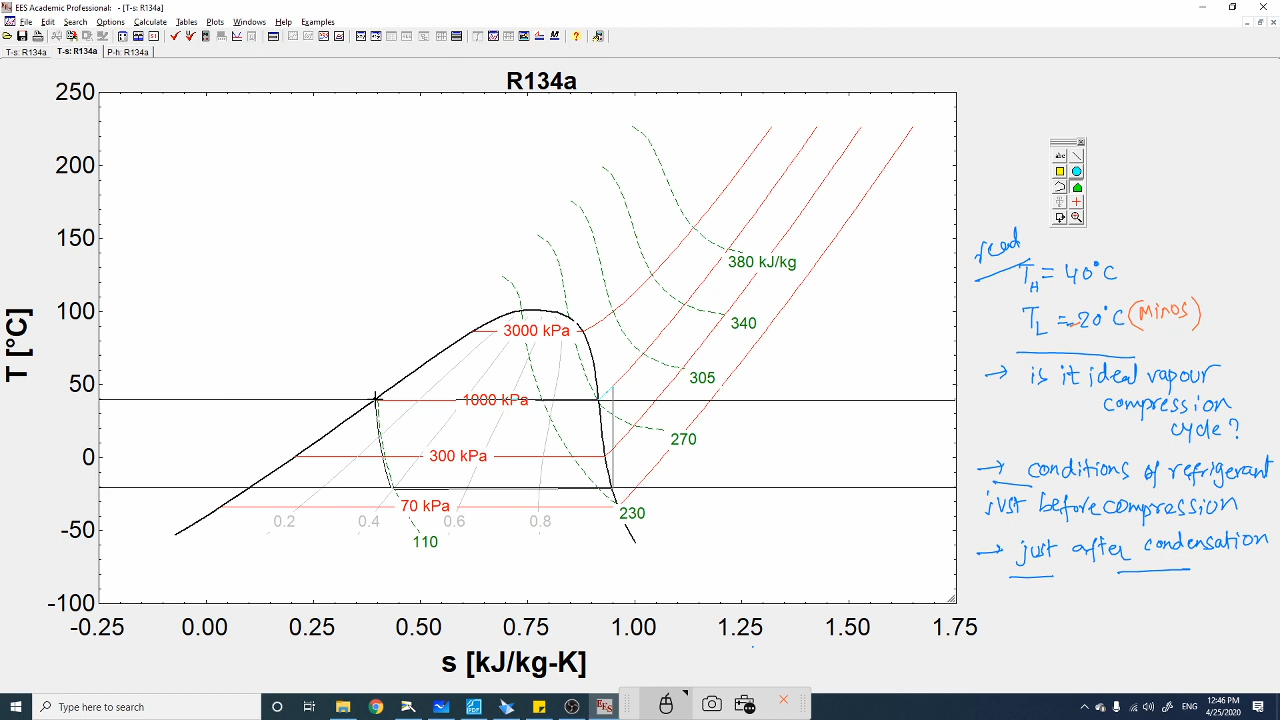 EES Academic Professional: - [T-s: R134a]
File Edit Search Options Calculate Tables Plots Windows Help Examples
T-s: R134a T-s: R134a P-h: R134a
R134a
250
200
150
100
50
0
-50
-100
T [°C]
-0.25 0.00 0.25 0.50 0.75 1.00 1.25 1.50 1.75
s [kJ/kg-K]
380 kJ/kg
340
305
270
230
110
3000 kPa
1000 kPa
300 kPa
70 kPa
0.2 0.4 0.6 0.8
abc
read
TH = 40°C
TL = -20°C (Minos)
→ is it ideal vapour
compression
cycle?
→ conditions of refrigerant
just before compression
→ just after condensation
Type here to search
ENG
12:46 PM
4/25/2020